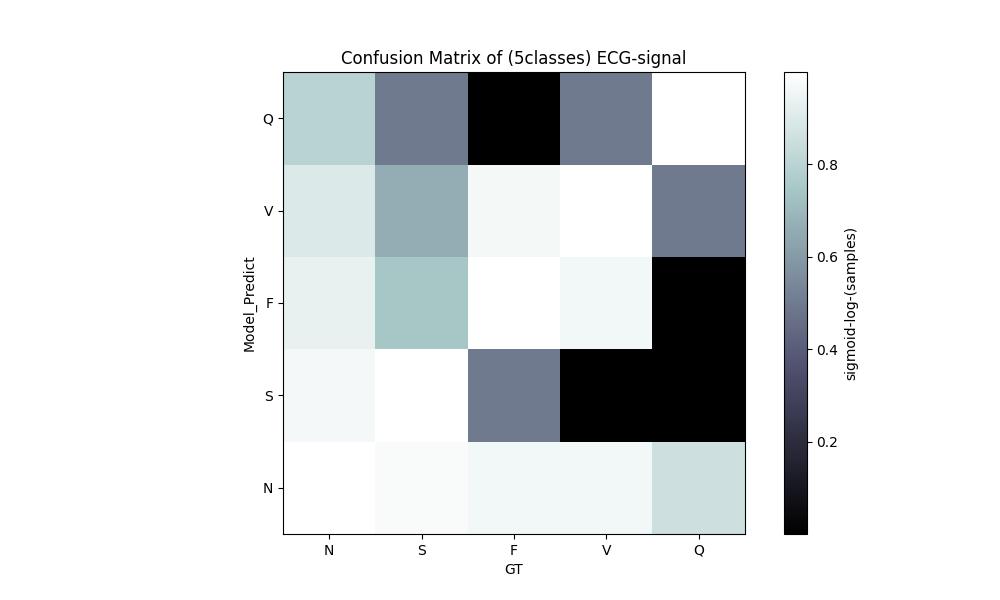 Confusion Matrix of (5classes) ECG-signal
Q
V
F
S
N
Model_Predict
N S F V Q
GT
0.8
0.6
0.4
0.2
sigmoid-log-(samples)